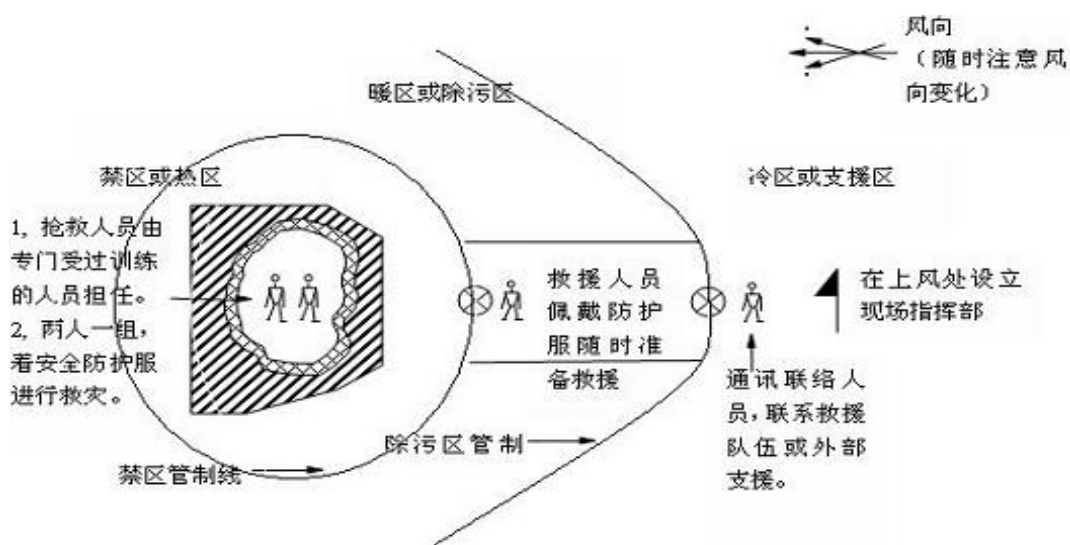 风向
（随时注意风
向变化）
暖区或除污区
禁区或热区
冷区或支援区
1，抢救人员由
专门受过训练
的人员担任。
2，两人一组，
着安全防护服
进行救灾。
救援人员
佩戴防护
服随时准
备救援
在上风处设立
现场指挥部
通讯联络人
员，联系救援
队伍或外部
支援。
除污区管制
禁区管制线